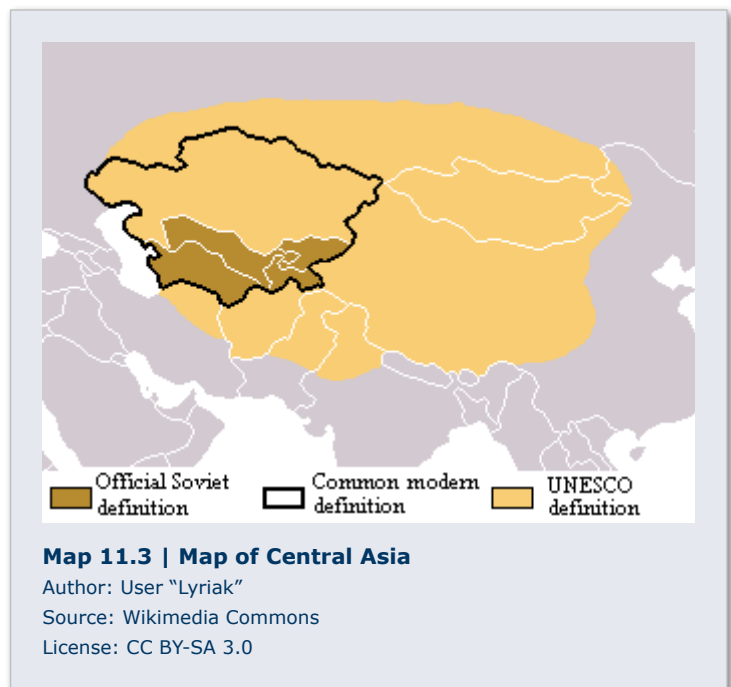 Official Soviet definition
Common modern definition
UNESCO definition
Map 11.3 | Map of Central Asia
Author: User “Lyriak”
Source: Wikimedia Commons
License: CC BY-SA 3.0